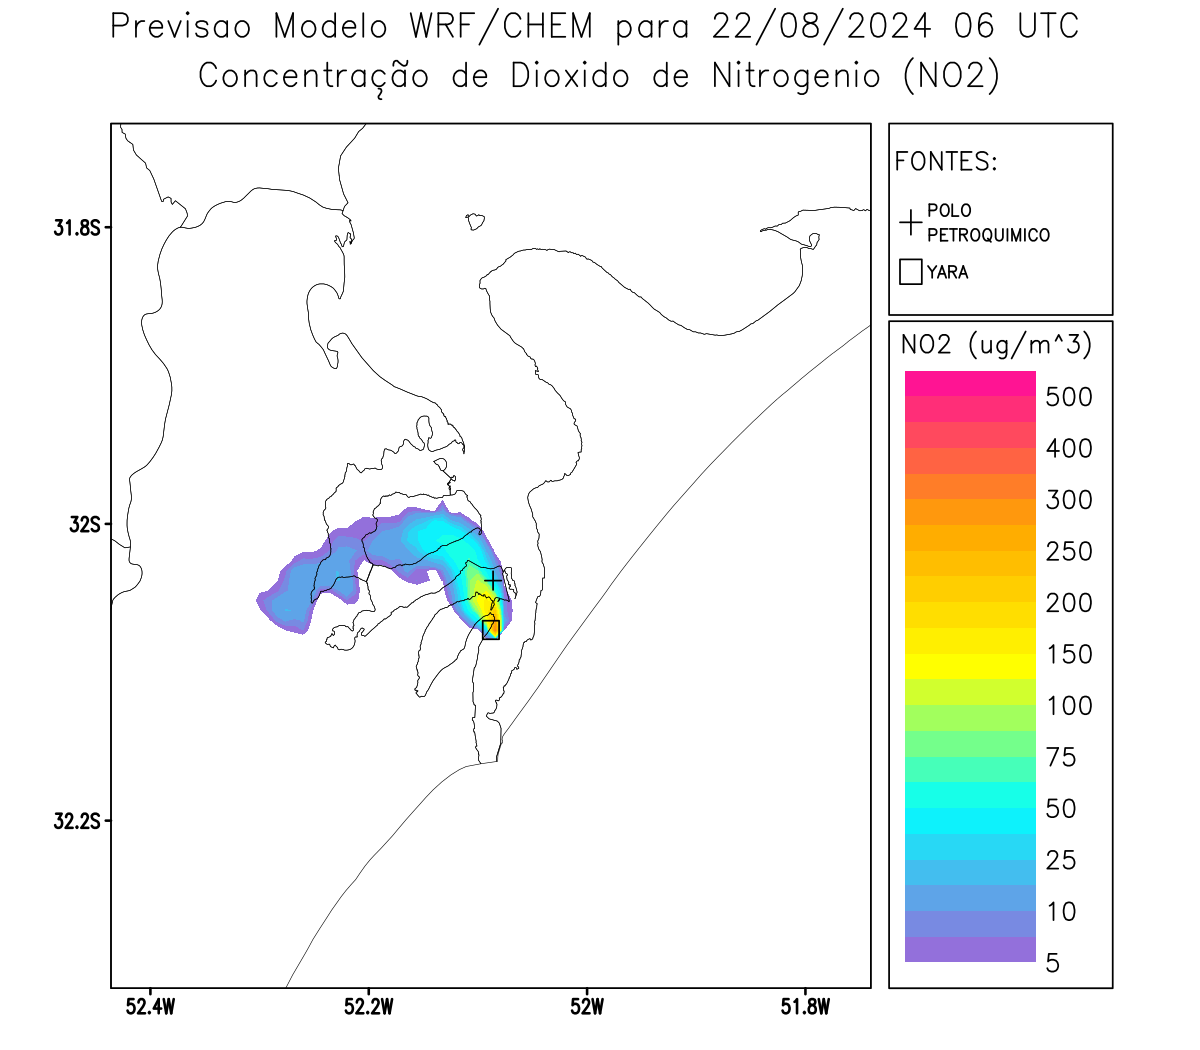 Previsao Modelo WRF/CHEM para 22/08/2024 06 UTC
Concentração de Dioxido de Nitrogenio (NO2)
FONTES:
POLO
PETROQUIMICO
YARA
NO2 (ug/m^3)
500
400
300
250
200
150
100
75
50
25
10
5
31.8S
32S
32.2S
52.4W
52.2W
52W
51.8W